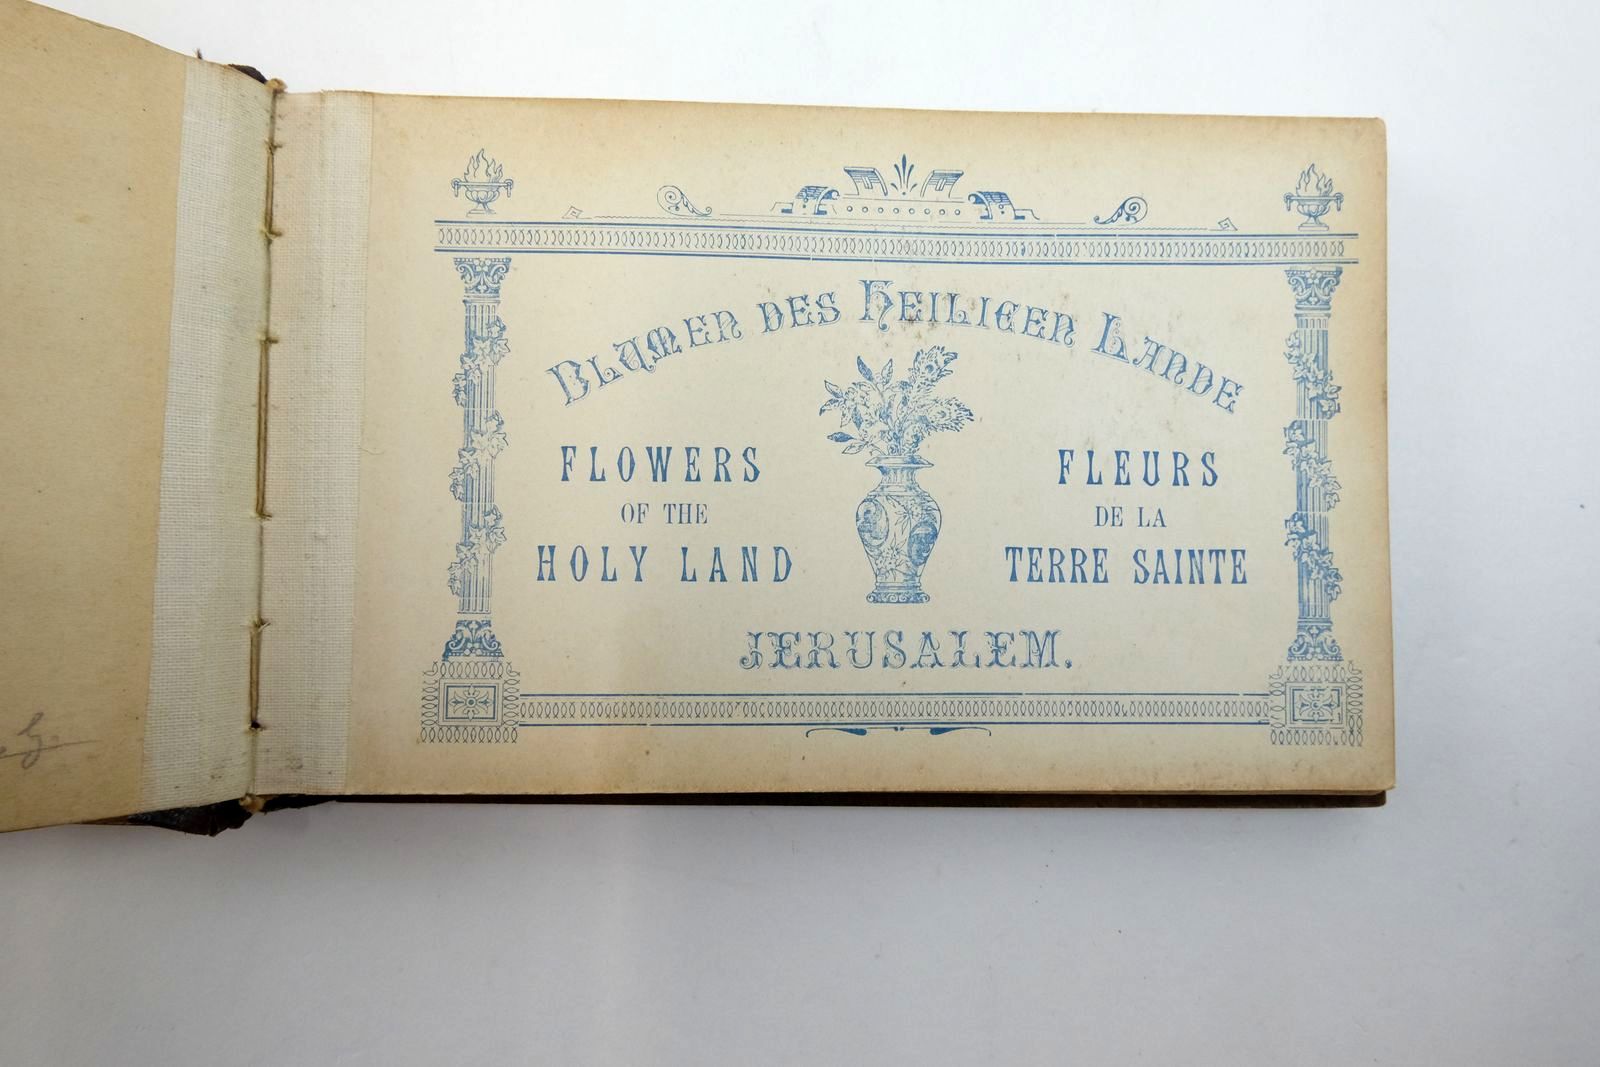 Blumen des Heiligen Lande
FLOWERS
OF THE
HOLY LAND
FLEURS
DE LA
TERRE SAINTE
JERUSALEM.